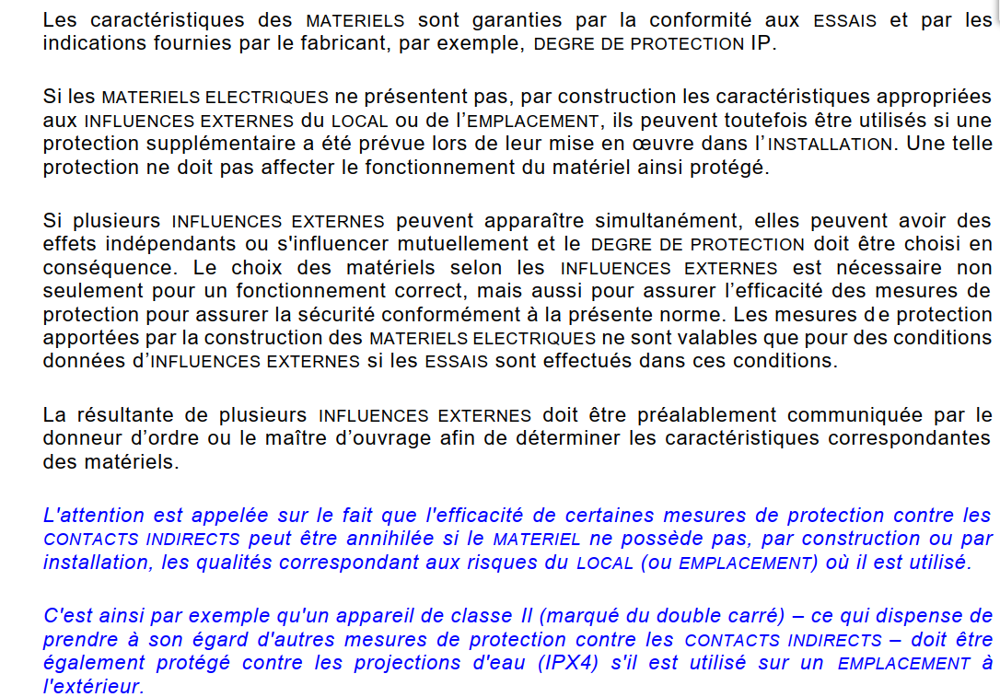 Les caractéristiques des MATERIELS sont garanties par la conformité aux ESSAIS et par les
indications fournies par le fabricant, par exemple, DEGRE DE PROTECTION IP.
Si les MATERIELS ELECTRIQUES ne présentent pas, par construction les caractéristiques appropriées
aux INFLUENCES EXTERNES du LOCAL ou de l'EMPLACEMENT, ils peuvent toutefois être utilisés si une
protection supplémentaire a été prévue lors de leur mise en œuvre dans l'INSTALLATION. Une telle
protection ne doit pas affecter le fonctionnement du matériel ainsi protégé.
Si plusieurs INFLUENCES EXTERNES peuvent apparaître simultanément, elles peuvent avoir des
effets indépendants ou s'influencer mutuellement et le DEGRE DE PROTECTION doit être choisi en
conséquence. Le choix des matériels selon les INFLUENCES EXTERNES est nécessaire non
seulement pour un fonctionnement correct, mais aussi pour assurer l'efficacité des mesures de
protection pour assurer la sécurité conformément à la présente norme. Les mesures de protection
apportées par la construction des MATERIELS ELECTRIQUES ne sont valables que pour des conditions
données d'INFLUENCES EXTERNES si les ESSAIS sont effectués dans ces conditions.
La résultante de plusieurs INFLUENCES EXTERNES doit être préalablement communiquée par le
donneur d'ordre ou le maître d'ouvrage afin de déterminer les caractéristiques correspondantes
des matériels.
L'attention est appelée sur le fait que l'efficacité de certaines mesures de protection contre les
CONTACTS INDIRECTS peut être annihilée si le MATERIEL ne possède pas, par construction ou par
installation, les qualités correspondant aux risques du LOCAL (ou EMPLACEMENT) où il est utilisé.
C'est ainsi par exemple qu'un appareil de classe II (marqué du double carré) – ce qui dispense de
prendre à son égard d'autres mesures de protection contre les CONTACTS INDIRECTS – doit être
également protégé contre les projections d'eau (IPX4) s'il est utilisé sur un EMPLACEMENT à
l'extérieur.